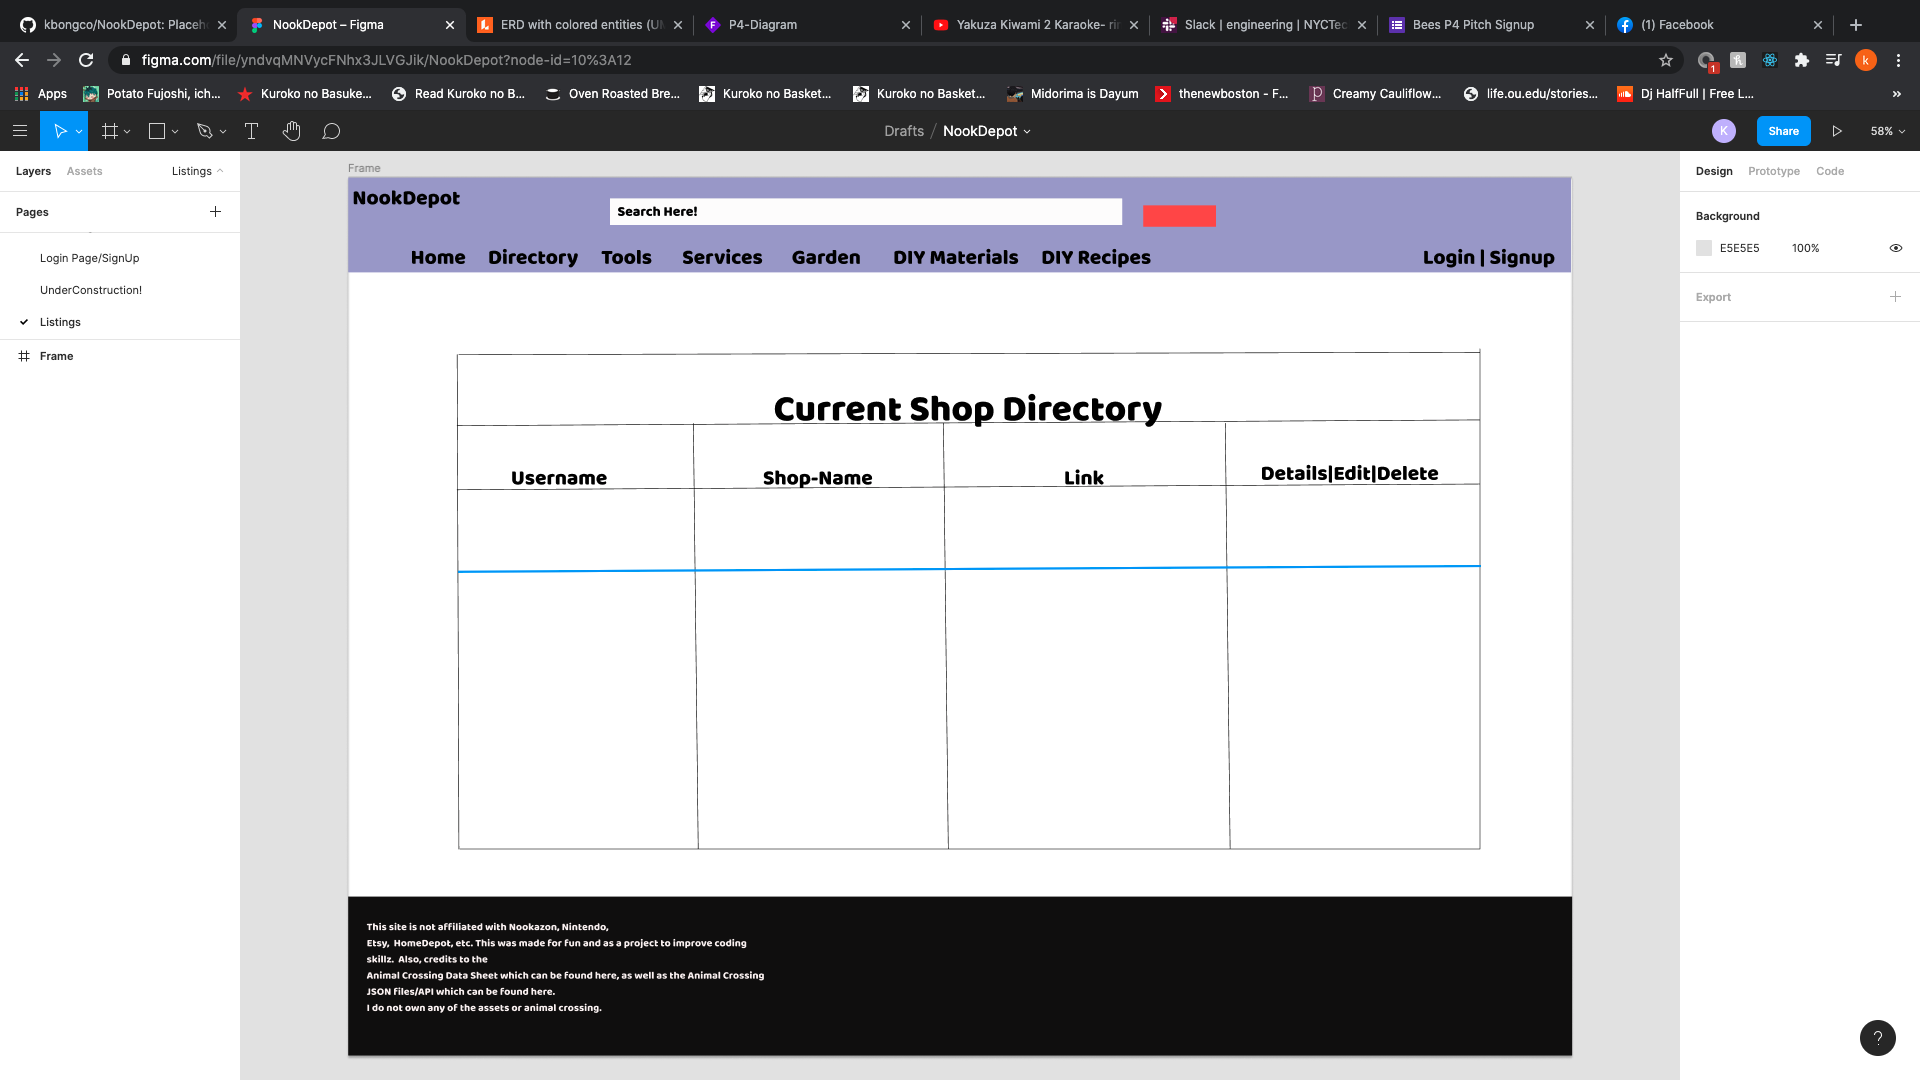 kbongco/NookDepot: Placeh
NookDepot – Figma
ERD with colored entities (U
P4-Diagram
Yakuza Kiwami 2 Karaoke- ri
Slack | engineering | NYCTec
Bees P4 Pitch Signup
(1) Facebook
figma.com/file/yndvqMNVycFNhx3JLVGJik/NookDepot?node-id=10%3A12
1
k
Apps
Potato Fujoshi, ich...
Kuroko no Basuke...
Read Kuroko no B...
Oven Roasted Bre...
Kuroko no Basket...
Kuroko no Basket...
Midorima is Dayum
thenewboston - F...
Creamy Cauliflow...
life.ou.edu/stories...
Dj HalfFull | Free L...
»
Drafts / NookDepot
K
Share
58%
Layers Assets Listings
Pages
Login Page/SignUp
UnderConstruction!
Listings
Frame
Frame
NookDepot
Search Here!
Home Directory Tools Services Garden DIY Materials DIY Recipes Login | Signup
Current Shop Directory
Username Shop-Name Link Details|Edit|Delete
This site is not affiliated with Nookazon, Nintendo,
Etsy, HomeDepot, etc. This was made for fun and as a project to improve coding
skillz. Also, credits to the
Animal Crossing Data Sheet which can be found here, as well as the Animal Crossing
JSON files/API which can be found here.
I do not own any of the assets or animal crossing.
Design Prototype Code
Background
E5E5E5 100%
Export
?